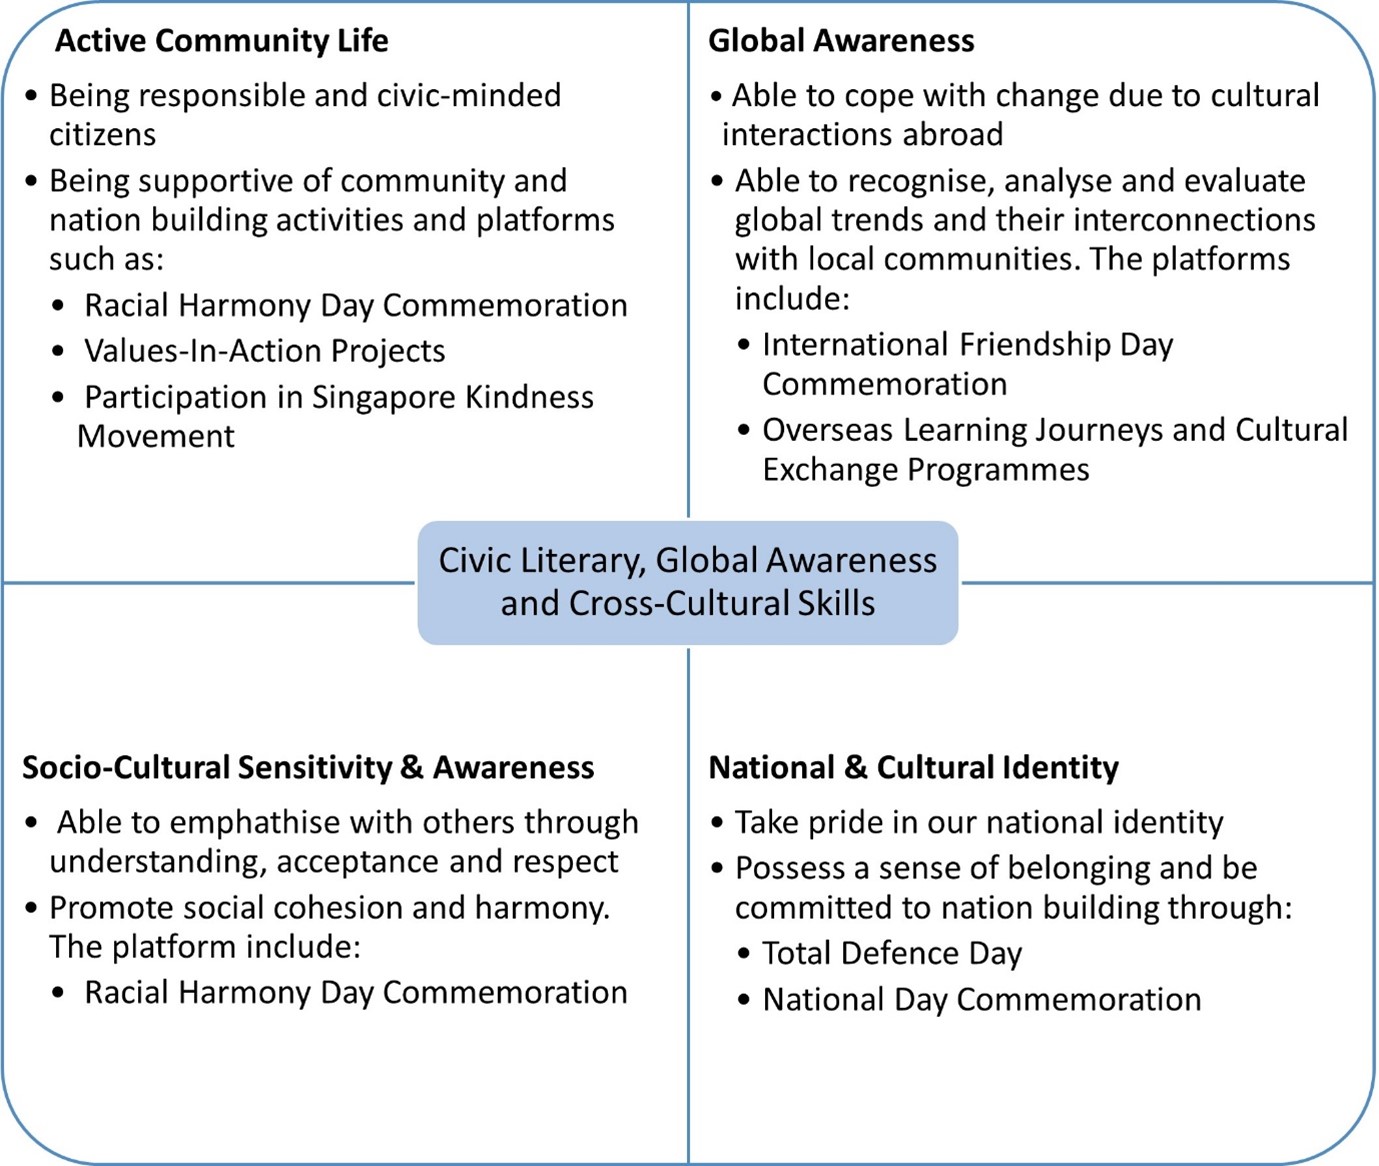 Active Community Life
• Being responsible and civic-minded
citizens
• Being supportive of community and
nation building activities and platforms
such as:
• Racial Harmony Day Commemoration
• Values-In-Action Projects
• Participation in Singapore Kindness
Movement
Global Awareness
• Able to cope with change due to cultural
interactions abroad
• Able to recognise, analyse and evaluate
global trends and their interconnections
with local communities. The platforms
include:
• International Friendship Day
Commemoration
• Overseas Learning Journeys and Cultural
Exchange Programmes
Civic Literary, Global Awareness
and Cross-Cultural Skills
Socio-Cultural Sensitivity & Awareness
• Able to emphathise with others through
understanding, acceptance and respect
• Promote social cohesion and harmony.
The platform include:
• Racial Harmony Day Commemoration
National & Cultural Identity
• Take pride in our national identity
• Possess a sense of belonging and be
committed to nation building through:
• Total Defence Day
• National Day Commemoration